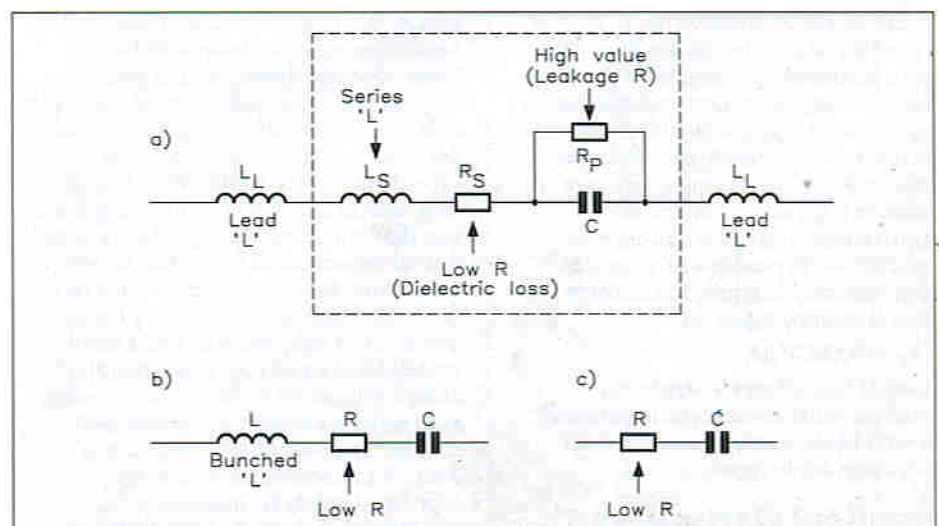 High value
(Leakage R)
Series
'L'
a)
R_P
L_L
L_S
R_S
L_L
Lead
'L'
C
Lead
'L'
Low R
(Dielectric loss)
b)
c)
L
R
C
R
C
Bunched
'L'
Low R
Low R